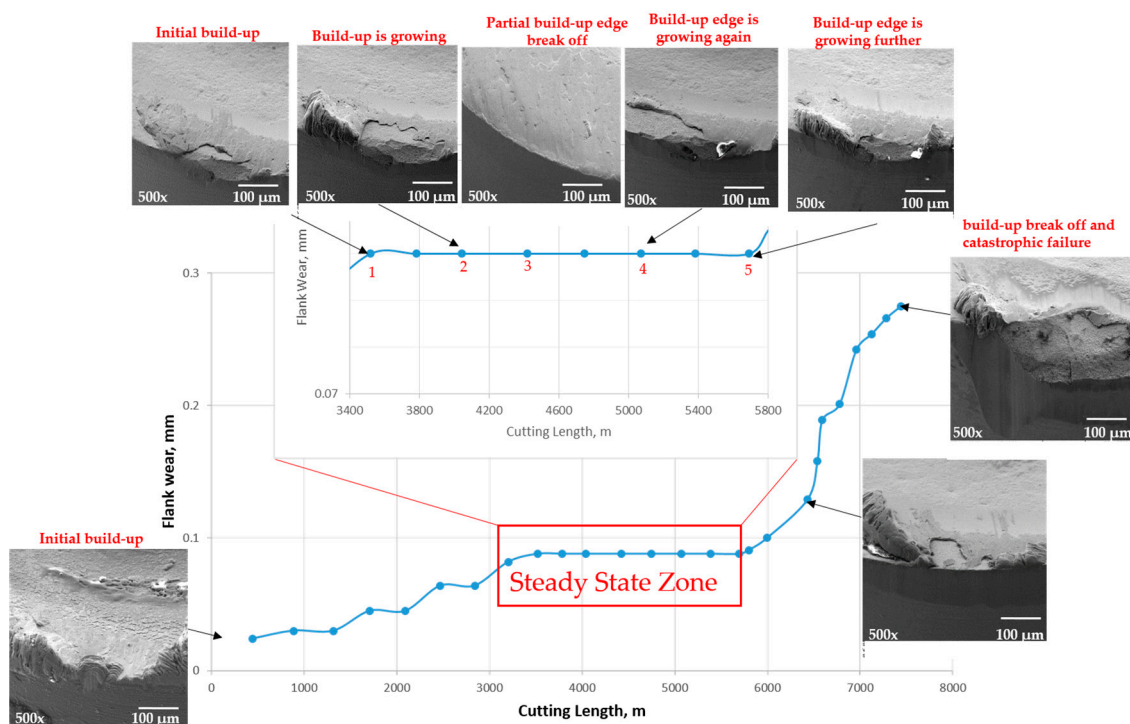 Initial build-up
Build-up is growing
Partial build-up edge
break off
Build-up edge is
growing again
Build-up edge is
growing further
500x
100 µm
500x
100 µm
500x
100 µm
500x
100 µm
500x
100 µm
build-up break off and
catastrophic failure
500x
100 µm
Flank Wear, mm
1
2
3
4
5
0.07
3400
3800
4200
4600
5000
5400
5800
Cutting Length, m
Flank wear, mm
0.3
0.2
0.1
0
Steady State Zone
500x
100 µm
Initial build-up
500x
100 µm
0
1000
2000
3000
4000
5000
6000
7000
8000
Cutting Length, m